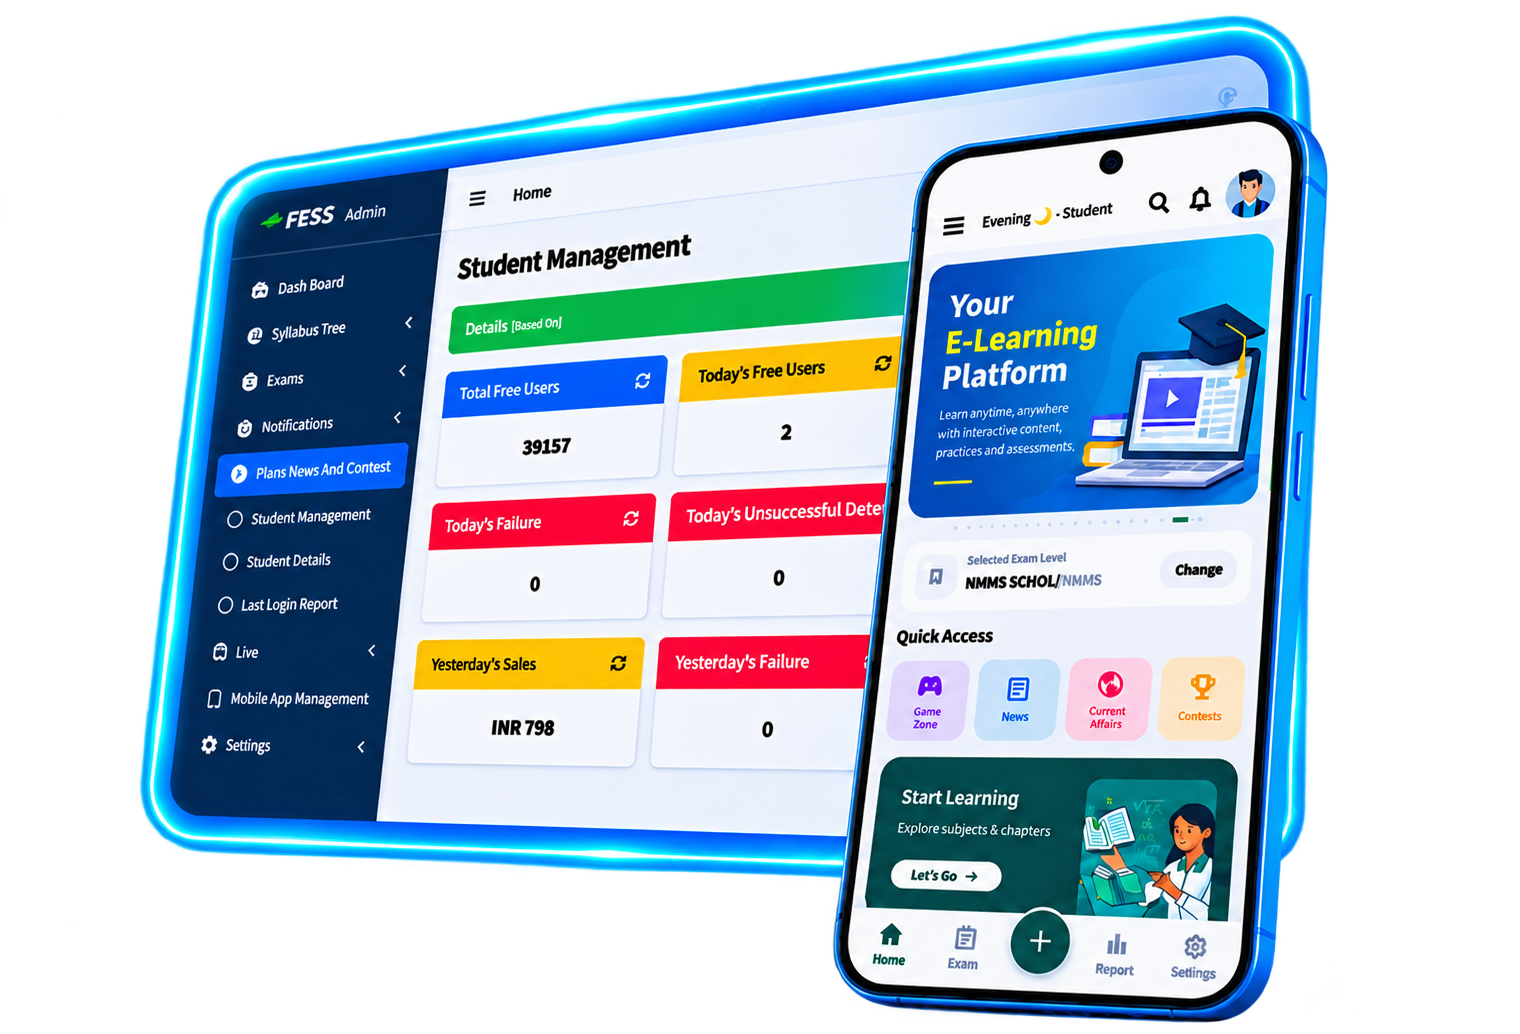 FESS Admin
Dash Board
Syllabus Tree
Exams
Notifications
Plans News And Contest
Student Management
Student Details
Last Login Report
Live
Mobile App Management
Settings
Home
Student Management
Details [Based On]
Total Free Users
39157
Today's Free Users
2
Today's Failure
0
Today's Unsuccessful Dete
0
Yesterday's Sales
INR 798
Yesterday's Failure
0
Evening 🌙 · Student
Your
E-Learning
Platform
Learn anytime, anywhere
with interactive content,
practices and assessments.
Selected Exam Level
NMMS SCHOL//NMMS
Change
Quick Access
Game
Zone
News
Current
Affairs
Contests
Start Learning
Explore subjects & chapters
Let's Go →
Home
Exam
Report
Settings